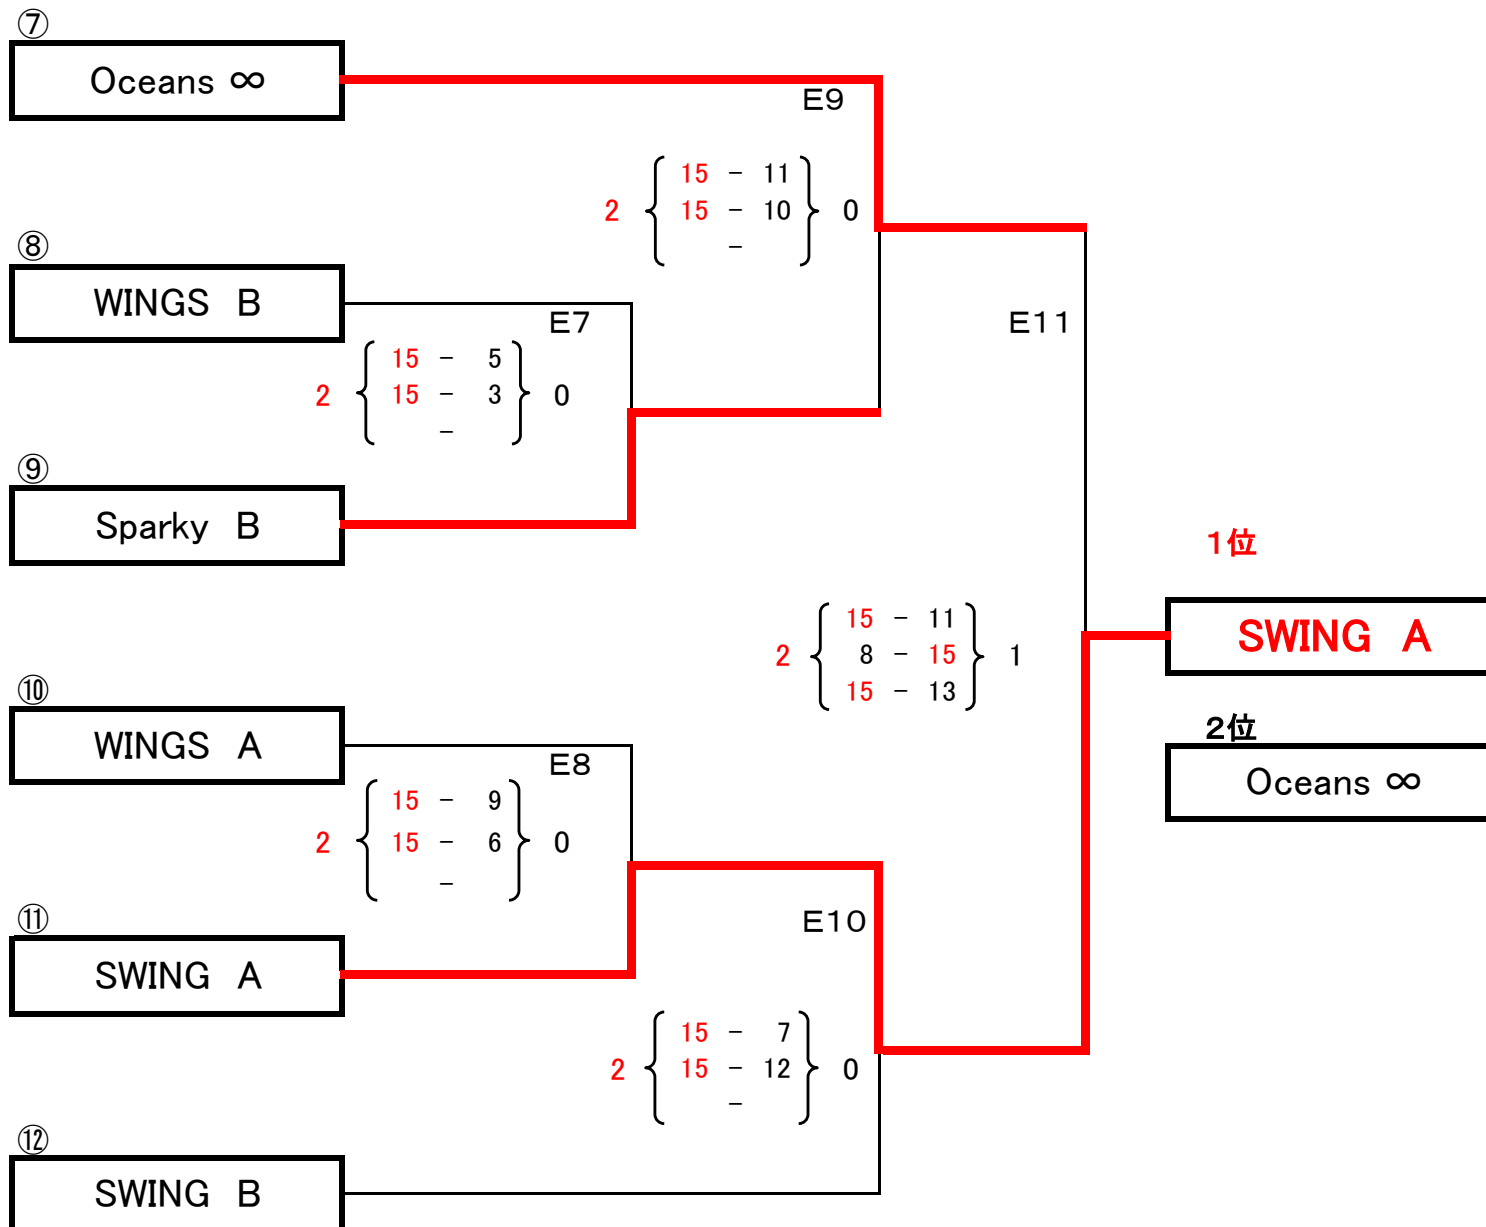 ⑦
Oceans ∞
E9
15 - 11
2 { 15 - 10 } 0
-
⑧
WINGS B
E7
E11
15 - 5
2 { 15 - 3 } 0
-
⑨
Sparky B
1位
15 - 11
SWING A
2 { 8 - 15 } 1
15 - 13
⑩
2位
WINGS A
E8
Oceans ∞
15 - 9
2 { 15 - 6 } 0
-
⑪
E10
SWING A
15 - 7
2 { 15 - 12 } 0
-
⑫
SWING B